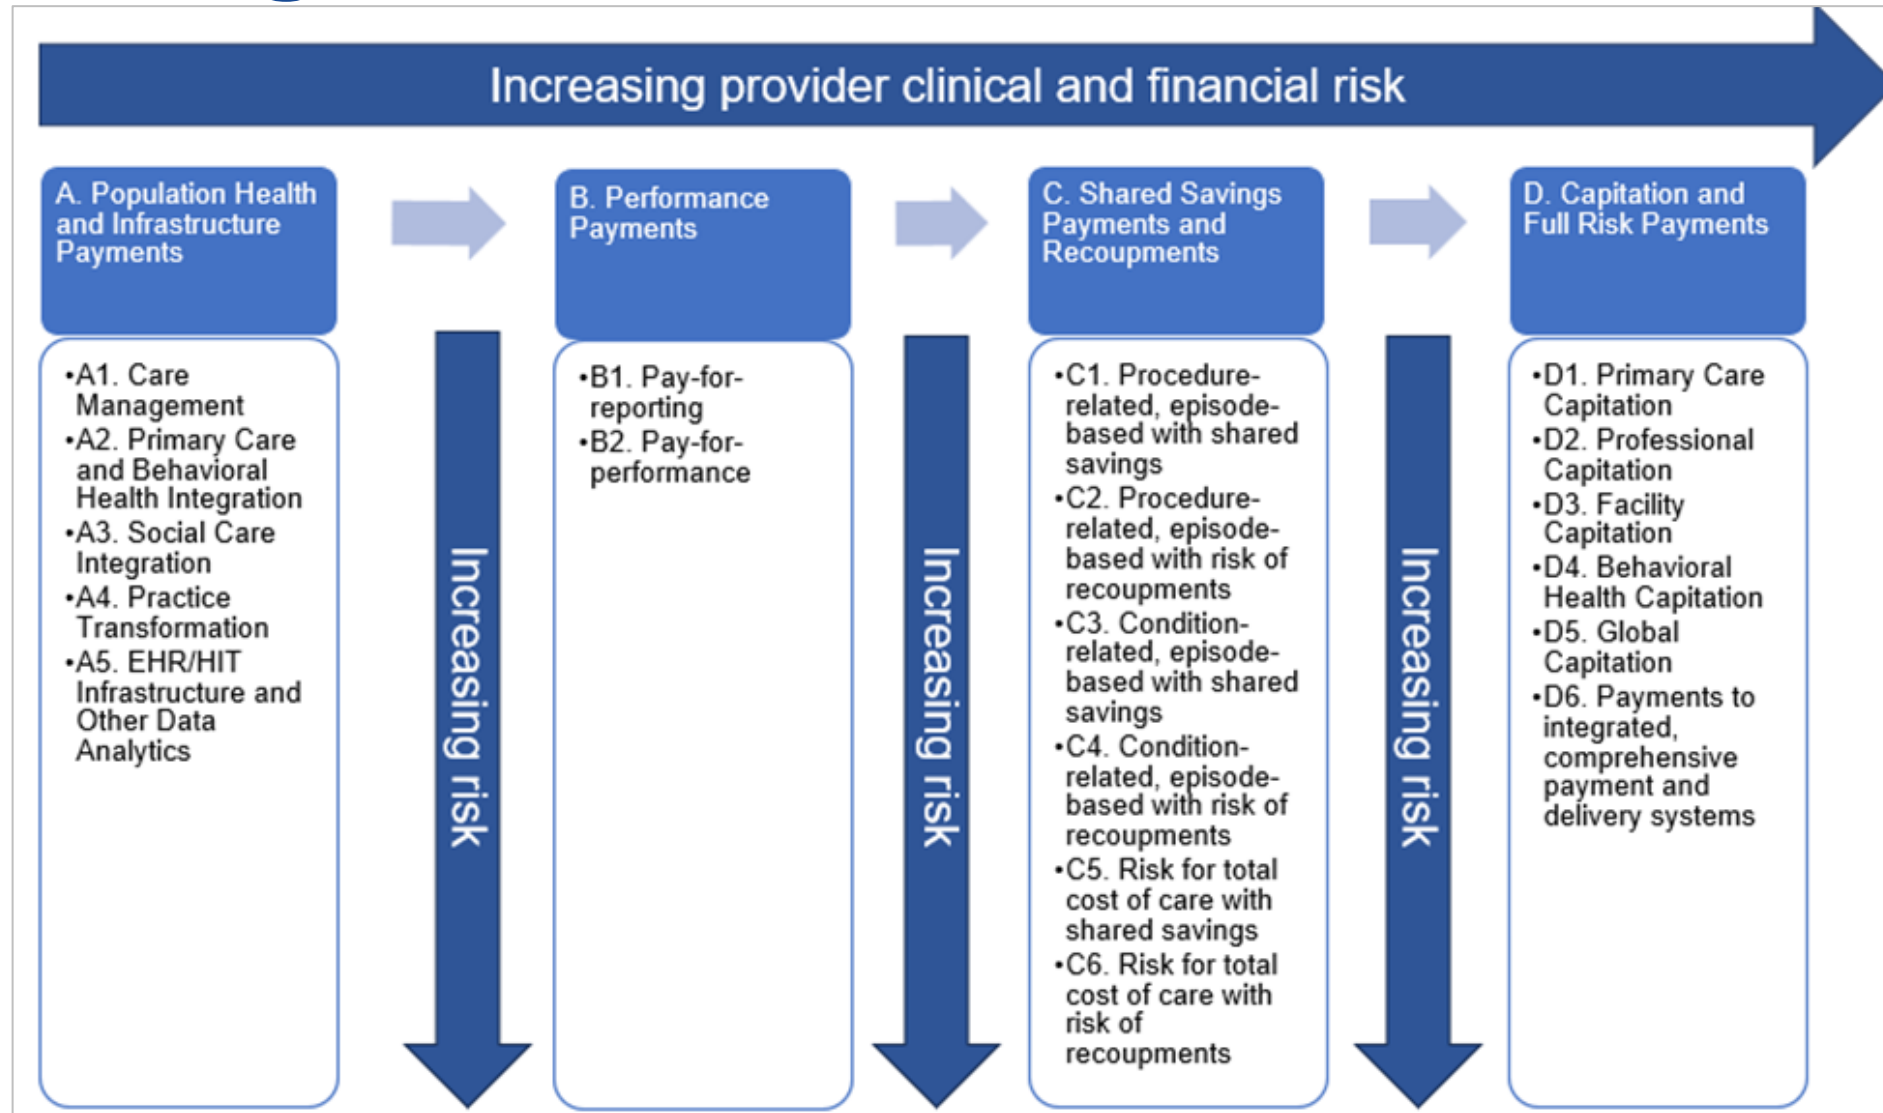 Increasing provider clinical and financial risk
A. Population Health
and Infrastructure
Payments
•A1. Care
Management
•A2. Primary Care
and Behavioral
Health Integration
•A3. Social Care
Integration
•A4. Practice
Transformation
•A5. EHR/HIT
Infrastructure and
Other Data
Analytics
Increasing risk
B. Performance
Payments
•B1. Pay-for-
reporting
•B2. Pay-for-
performance
Increasing risk
C. Shared Savings
Payments and
Recoupments
•C1. Procedure-
related, episode-
based with shared
savings
•C2. Procedure-
related, episode-
based with risk of
recoupments
•C3. Condition-
related, episode-
based with shared
savings
•C4. Condition-
related, episode-
based with risk of
recoupments
•C5. Risk for total
cost of care with
shared savings
•C6. Risk for total
cost of care with
risk of
recoupments
Increasing risk
D. Capitation and
Full Risk Payments
•D1. Primary Care
Capitation
•D2. Professional
Capitation
•D3. Facility
Capitation
•D4. Behavioral
Health Capitation
•D5. Global
Capitation
•D6. Payments to
integrated,
comprehensive
payment and
delivery systems